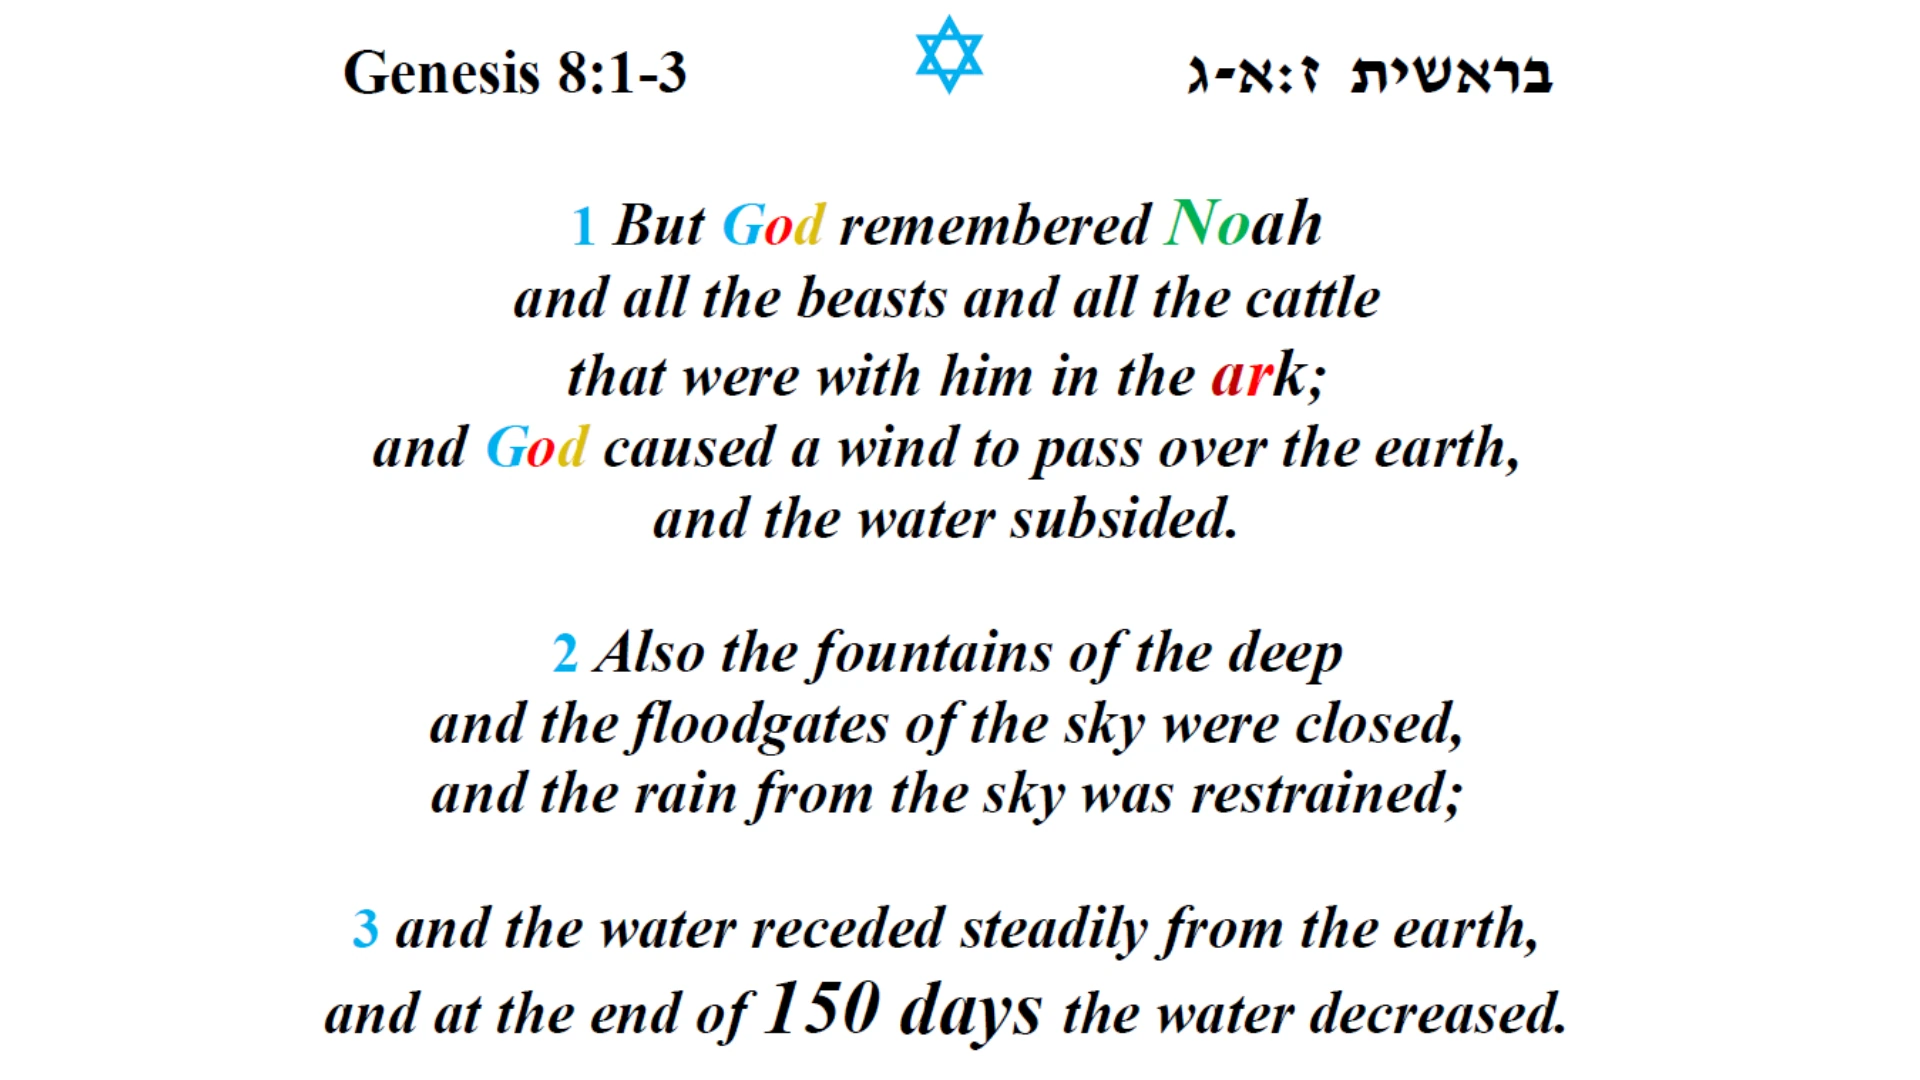 Genesis 8:1-3
בראשית ז:א-ג
1 But God remembered Noah
and all the beasts and all the cattle
that were with him in the ark;
and God caused a wind to pass over the earth,
and the water subsided.
2 Also the fountains of the deep
and the floodgates of the sky were closed,
and the rain from the sky was restrained;
3 and the water receded steadily from the earth,
and at the end of 150 days the water decreased.